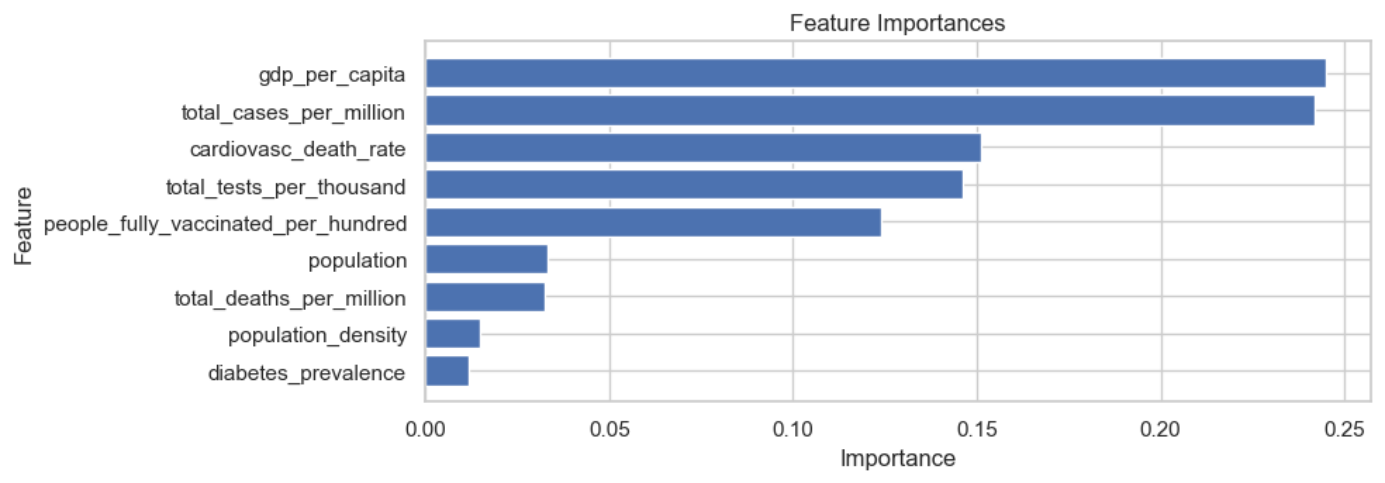 Feature Importances
Feature
gdp_per_capita
total_cases_per_million
cardiovasc_death_rate
total_tests_per_thousand
people_fully_vaccinated_per_hundred
population
total_deaths_per_million
population_density
diabetes_prevalence
0.00 0.05 0.10 0.15 0.20 0.25
Importance